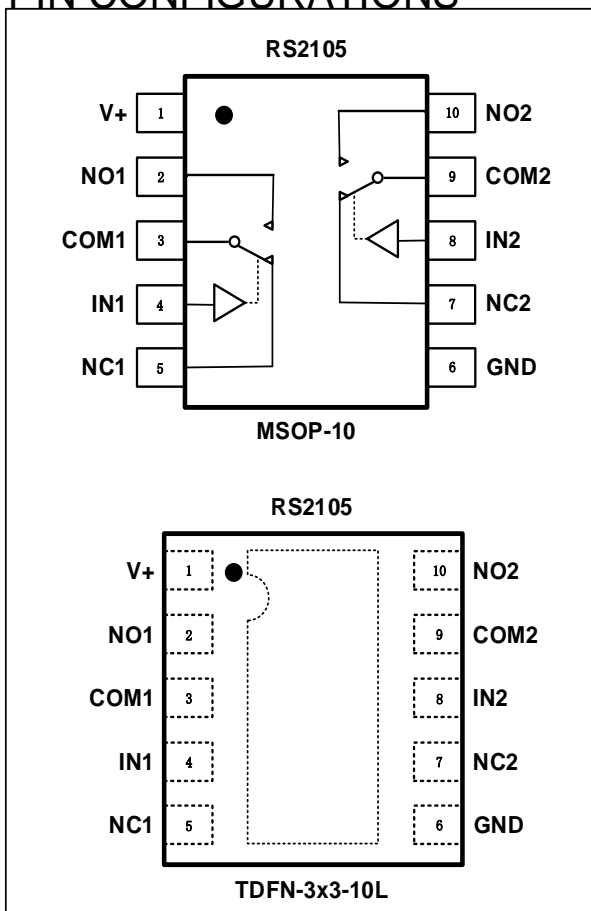 PIN CONFIGURATIONS
RS2105
V+ 1 10 NO2
NO1 2 9 COM2
COM1 3 8 IN2
IN1 4 7 NC2
NC1 5 6 GND
MSOP-10
RS2105
V+ 1 10 NO2
NO1 2 9 COM2
COM1 3 8 IN2
IN1 4 7 NC2
NC1 5 6 GND
TDFN-3x3-10L